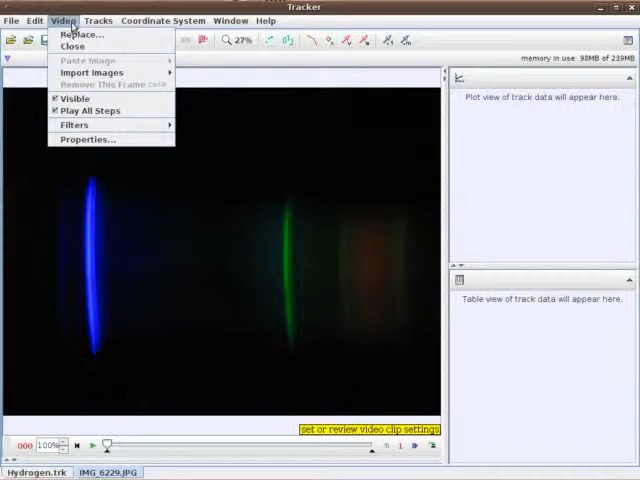 Tracker
File Edit Video Tracks Coordinate System Window Help
27% memory in use: 98MB of 239MB
Replace...
Close
Paste Image
Import Images
Remove This Frame
Visible
Play All Steps
Filters
Properties...
Plot view of track data will appear here.
Table view of track data will appear here.
set or review video clip settings
000 100% 1
Hydrogen.trk IMG_6229.JPG